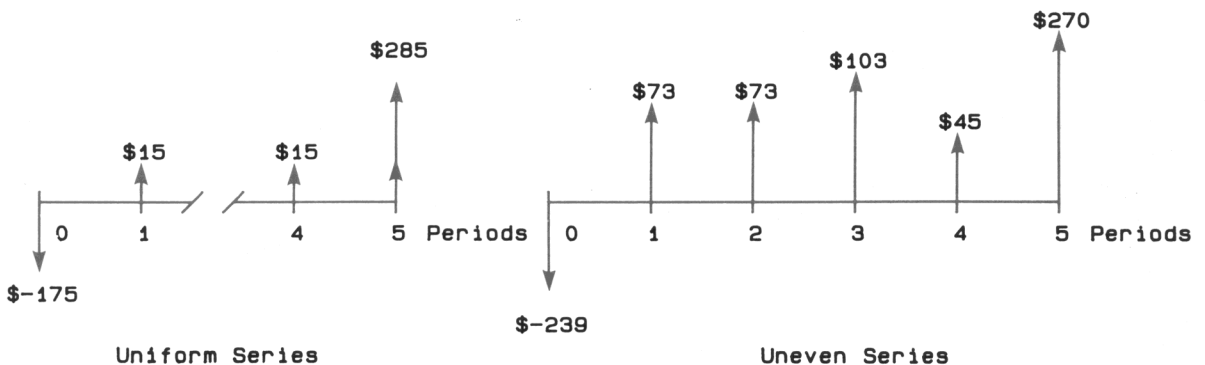 $285
$15 $15
0 1 4 5 Periods
$-175
Uniform Series
$270
$103
$73 $73
$45
0 1 2 3 4 5 Periods
$-239
Uneven Series